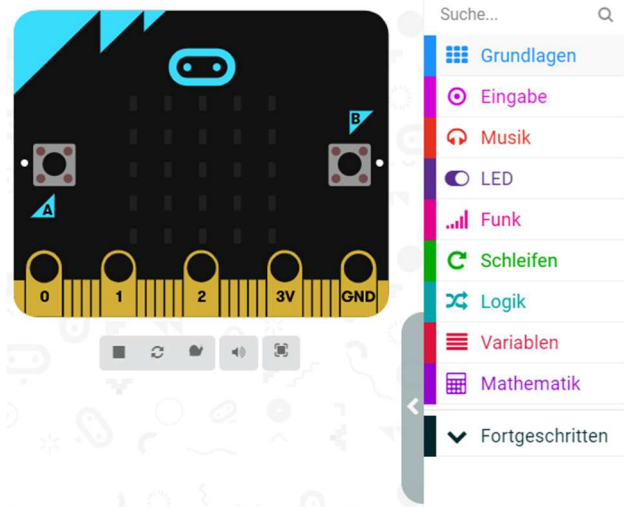 Suche...
Grundlagen
Eingabe
B
Musik
LED
A
Funk
Schleifen
0 1 2 3V GND
Logik
Variablen
Mathematik
Fortgeschritten